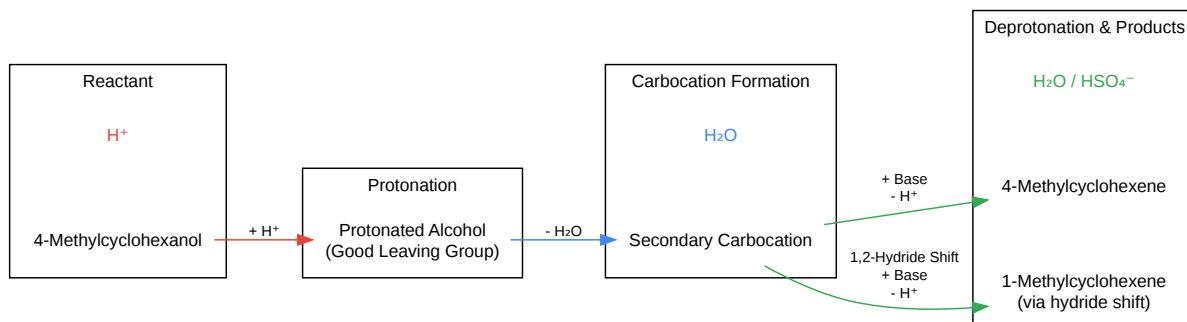 Reactant
H⁺
4-Methylcyclohexanol
+ H⁺
Protonation
Protonated Alcohol
(Good Leaving Group)
- H₂O
Carbocation Formation
H₂O
Secondary Carbocation
+ Base
- H⁺
1,2-Hydride Shift
+ Base
- H⁺
Deprotonation & Products
H₂O / HSO₄⁻
4-Methylcyclohexene
1-Methylcyclohexene
(via hydride shift)